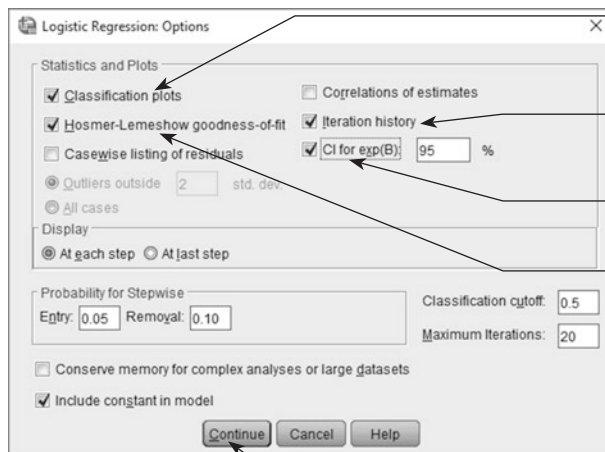 Logistic Regression: Options
Statistics and Plots
Classification plots
Correlations of estimates
Hosmer-Lemeshow goodness-of-fit
Iteration history
Casewise listing of residuals
CI for exp(B): 95 %
Outliers outside 2 std. dev.
All cases
Display
At each step At last step
Probability for Stepwise
Entry: 0.05 Removal: 0.10
Classification cutoff: 0.5
Maximum Iterations: 20
Conserve memory for complex analyses or large datasets
Include constant in model
Continue Cancel Help